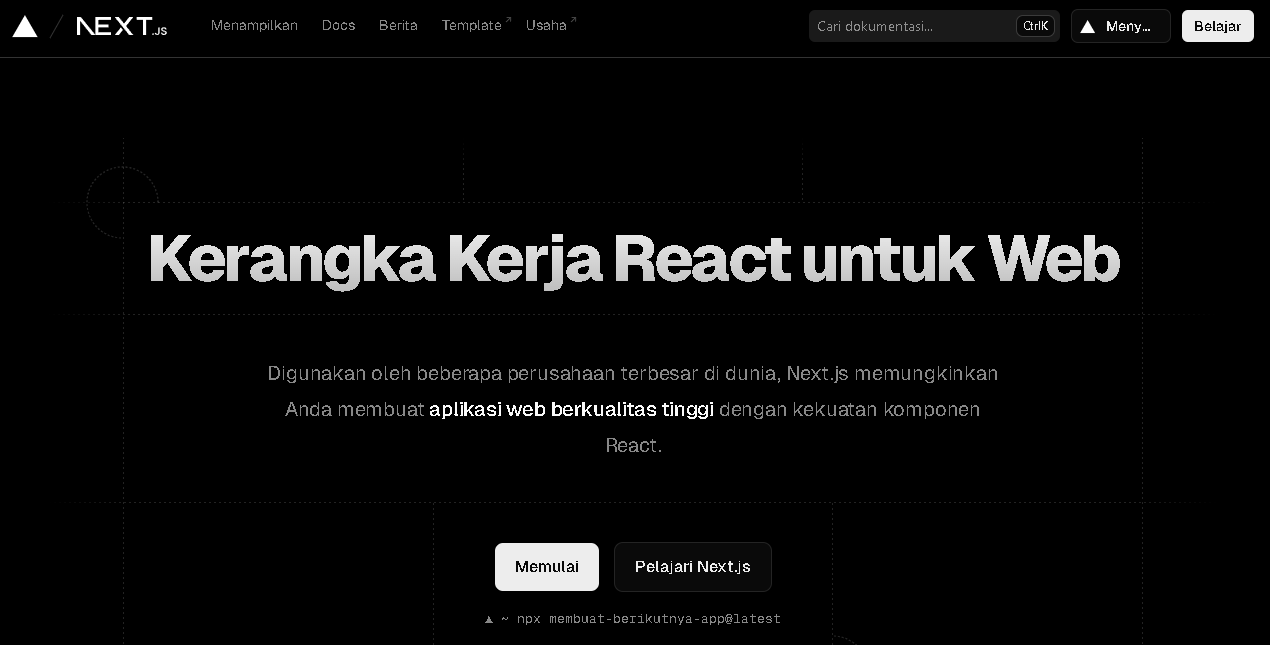 NEXT.JS
Menampilkan
Docs
Berita
Template
Usaha
Cari dokumentasi...
CtrlK
Meny...
Belajar
Kerangka Kerja React untuk Web
Digunakan oleh beberapa perusahaan terbesar di dunia, Next.js memungkinkan
Anda membuat aplikasi web berkualitas tinggi dengan kekuatan komponen
React.
Memulai
Pelajari Next.js
▲ ~ npx membuat-berikutnya-app@latest